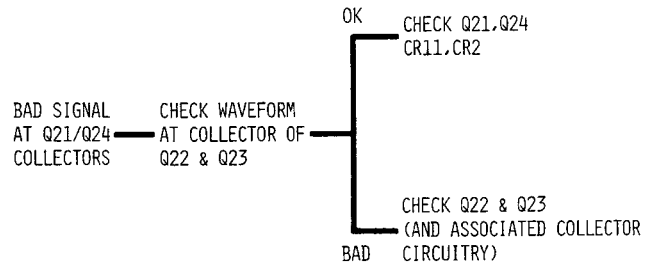 OK
CHECK Q21,Q24
CR11,CR2
BAD SIGNAL
AT Q21/Q24
COLLECTORS
CHECK WAVEFORM
AT COLLECTOR OF
Q22 & Q23
CHECK Q22 & Q23
(AND ASSOCIATED COLLECTOR
CIRCUITRY)
BAD